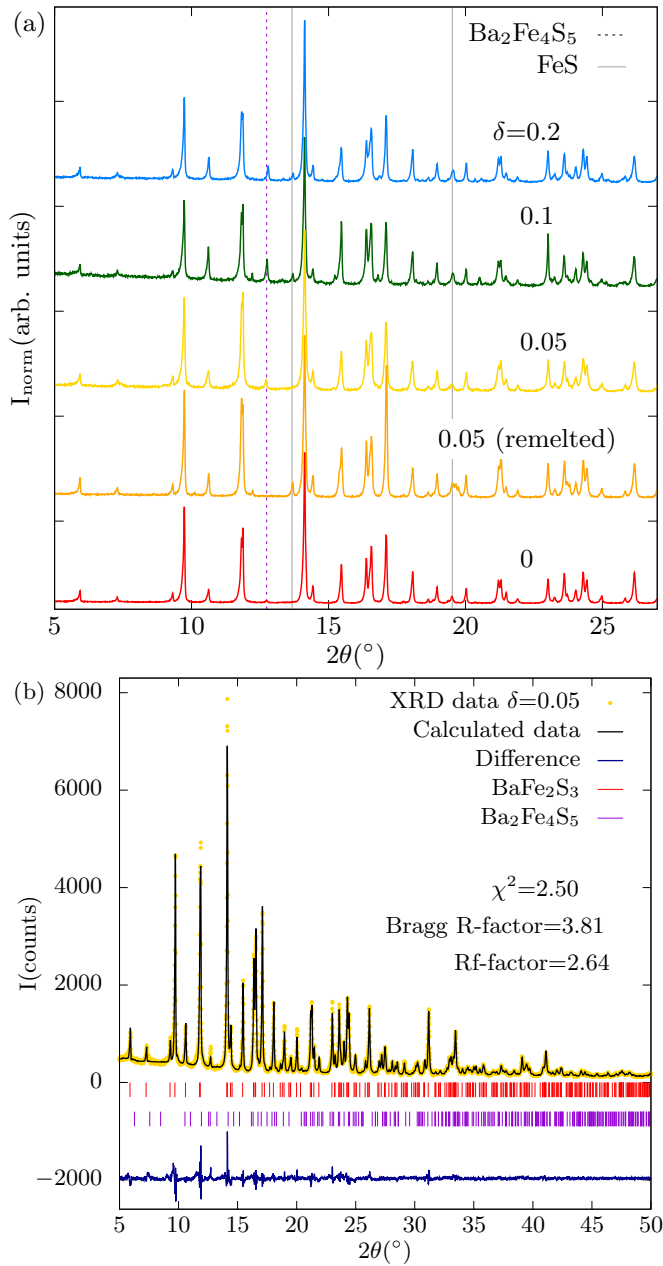 (a)
Ba₂Fe₄S₅
FeS
δ=0.2
0.1
0.05
0.05 (remelted)
0
I_norm(arb. units)
5 10 15 20 25
2θ(°)
(b)
8000
6000
4000
2000
0
−2000
I(counts)
XRD data δ=0.05
Calculated data
Difference
BaFe₂S₃
Ba₂Fe₄S₅
χ²=2.50
Bragg R-factor=3.81
Rf-factor=2.64
5 10 15 20 25 30 35 40 45 50
2θ(°)